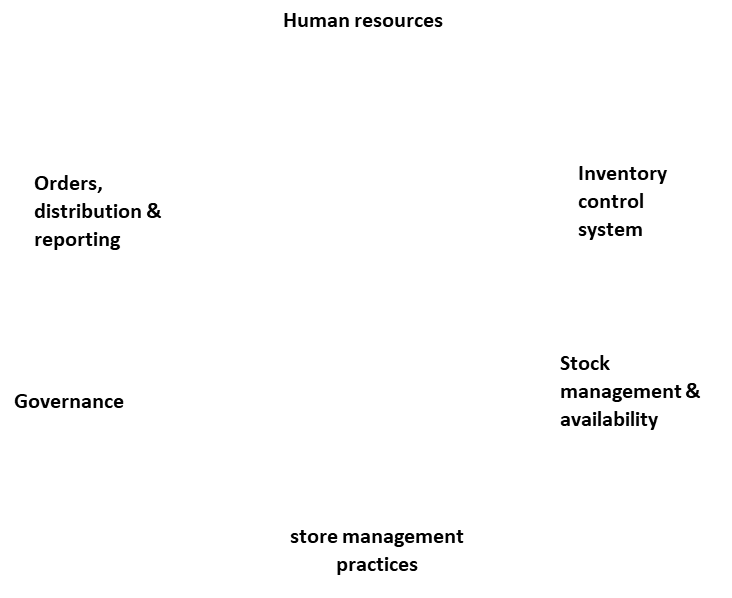 Human resources
Orders,
distribution &
reporting
Inventory
control
system
Stock
management &
availability
Governance
store management
practices